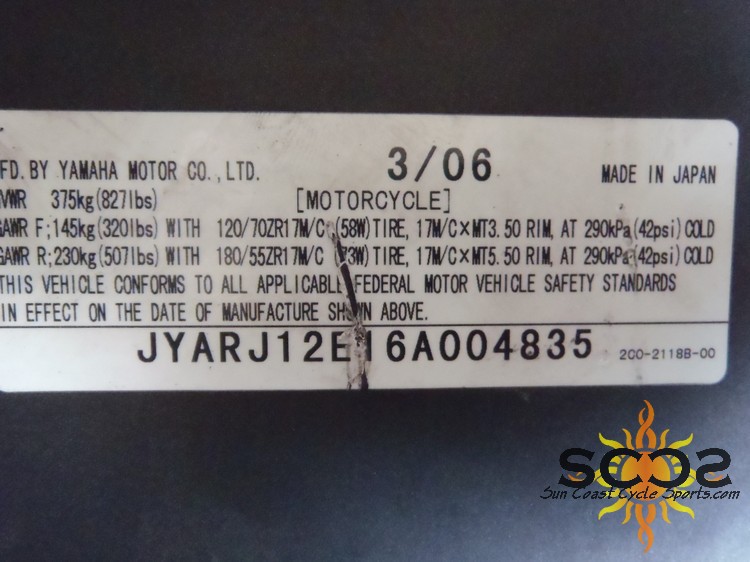 FD. BY YAMAHA MOTOR CO., LTD. 3/06 MADE IN JAPAN
VWR 375kg(827lbs) [MOTORCYCLE]
GAWR F;145kg(320lbs) WITH 120/70ZR17M/C (58W) TIRE, 17M/C×MT3.50 RIM, AT 290kPa(42psi) COLD
GAWR R;230kg(507lbs) WITH 180/55ZR17M/C 3W) TIRE, 17M/C×MT5.50 RIM, AT 290kPa(42psi) COLD
THIS VEHICLE CONFORMS TO ALL APPLICABL FEDERAL MOTOR VEHICLE SAFETY STANDARDS
IN EFFECT ON THE DATE OF MANUFACTURE SHOWN ABOVE.
JYARJ12E16A004835 2C0-2118B-00
SCCS
Sun Coast Cycle Sports.com